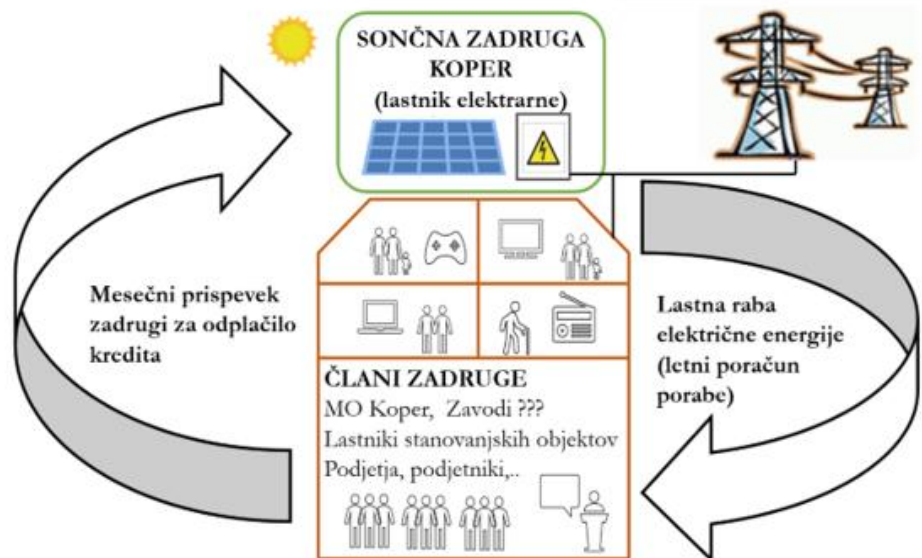 SONČNA ZADRUGA
KOPER
(lastnik elektrarne)
Mesečni prispevek
zadrugi za odplačilo
kredita
Lastna raba
električne energije
(letni poračun
porabe)
ČLANI ZADRUGE
MO Koper, Zavodi ???
Lastniki stanovanjskih objektov
Podjetja, podjetniki,..